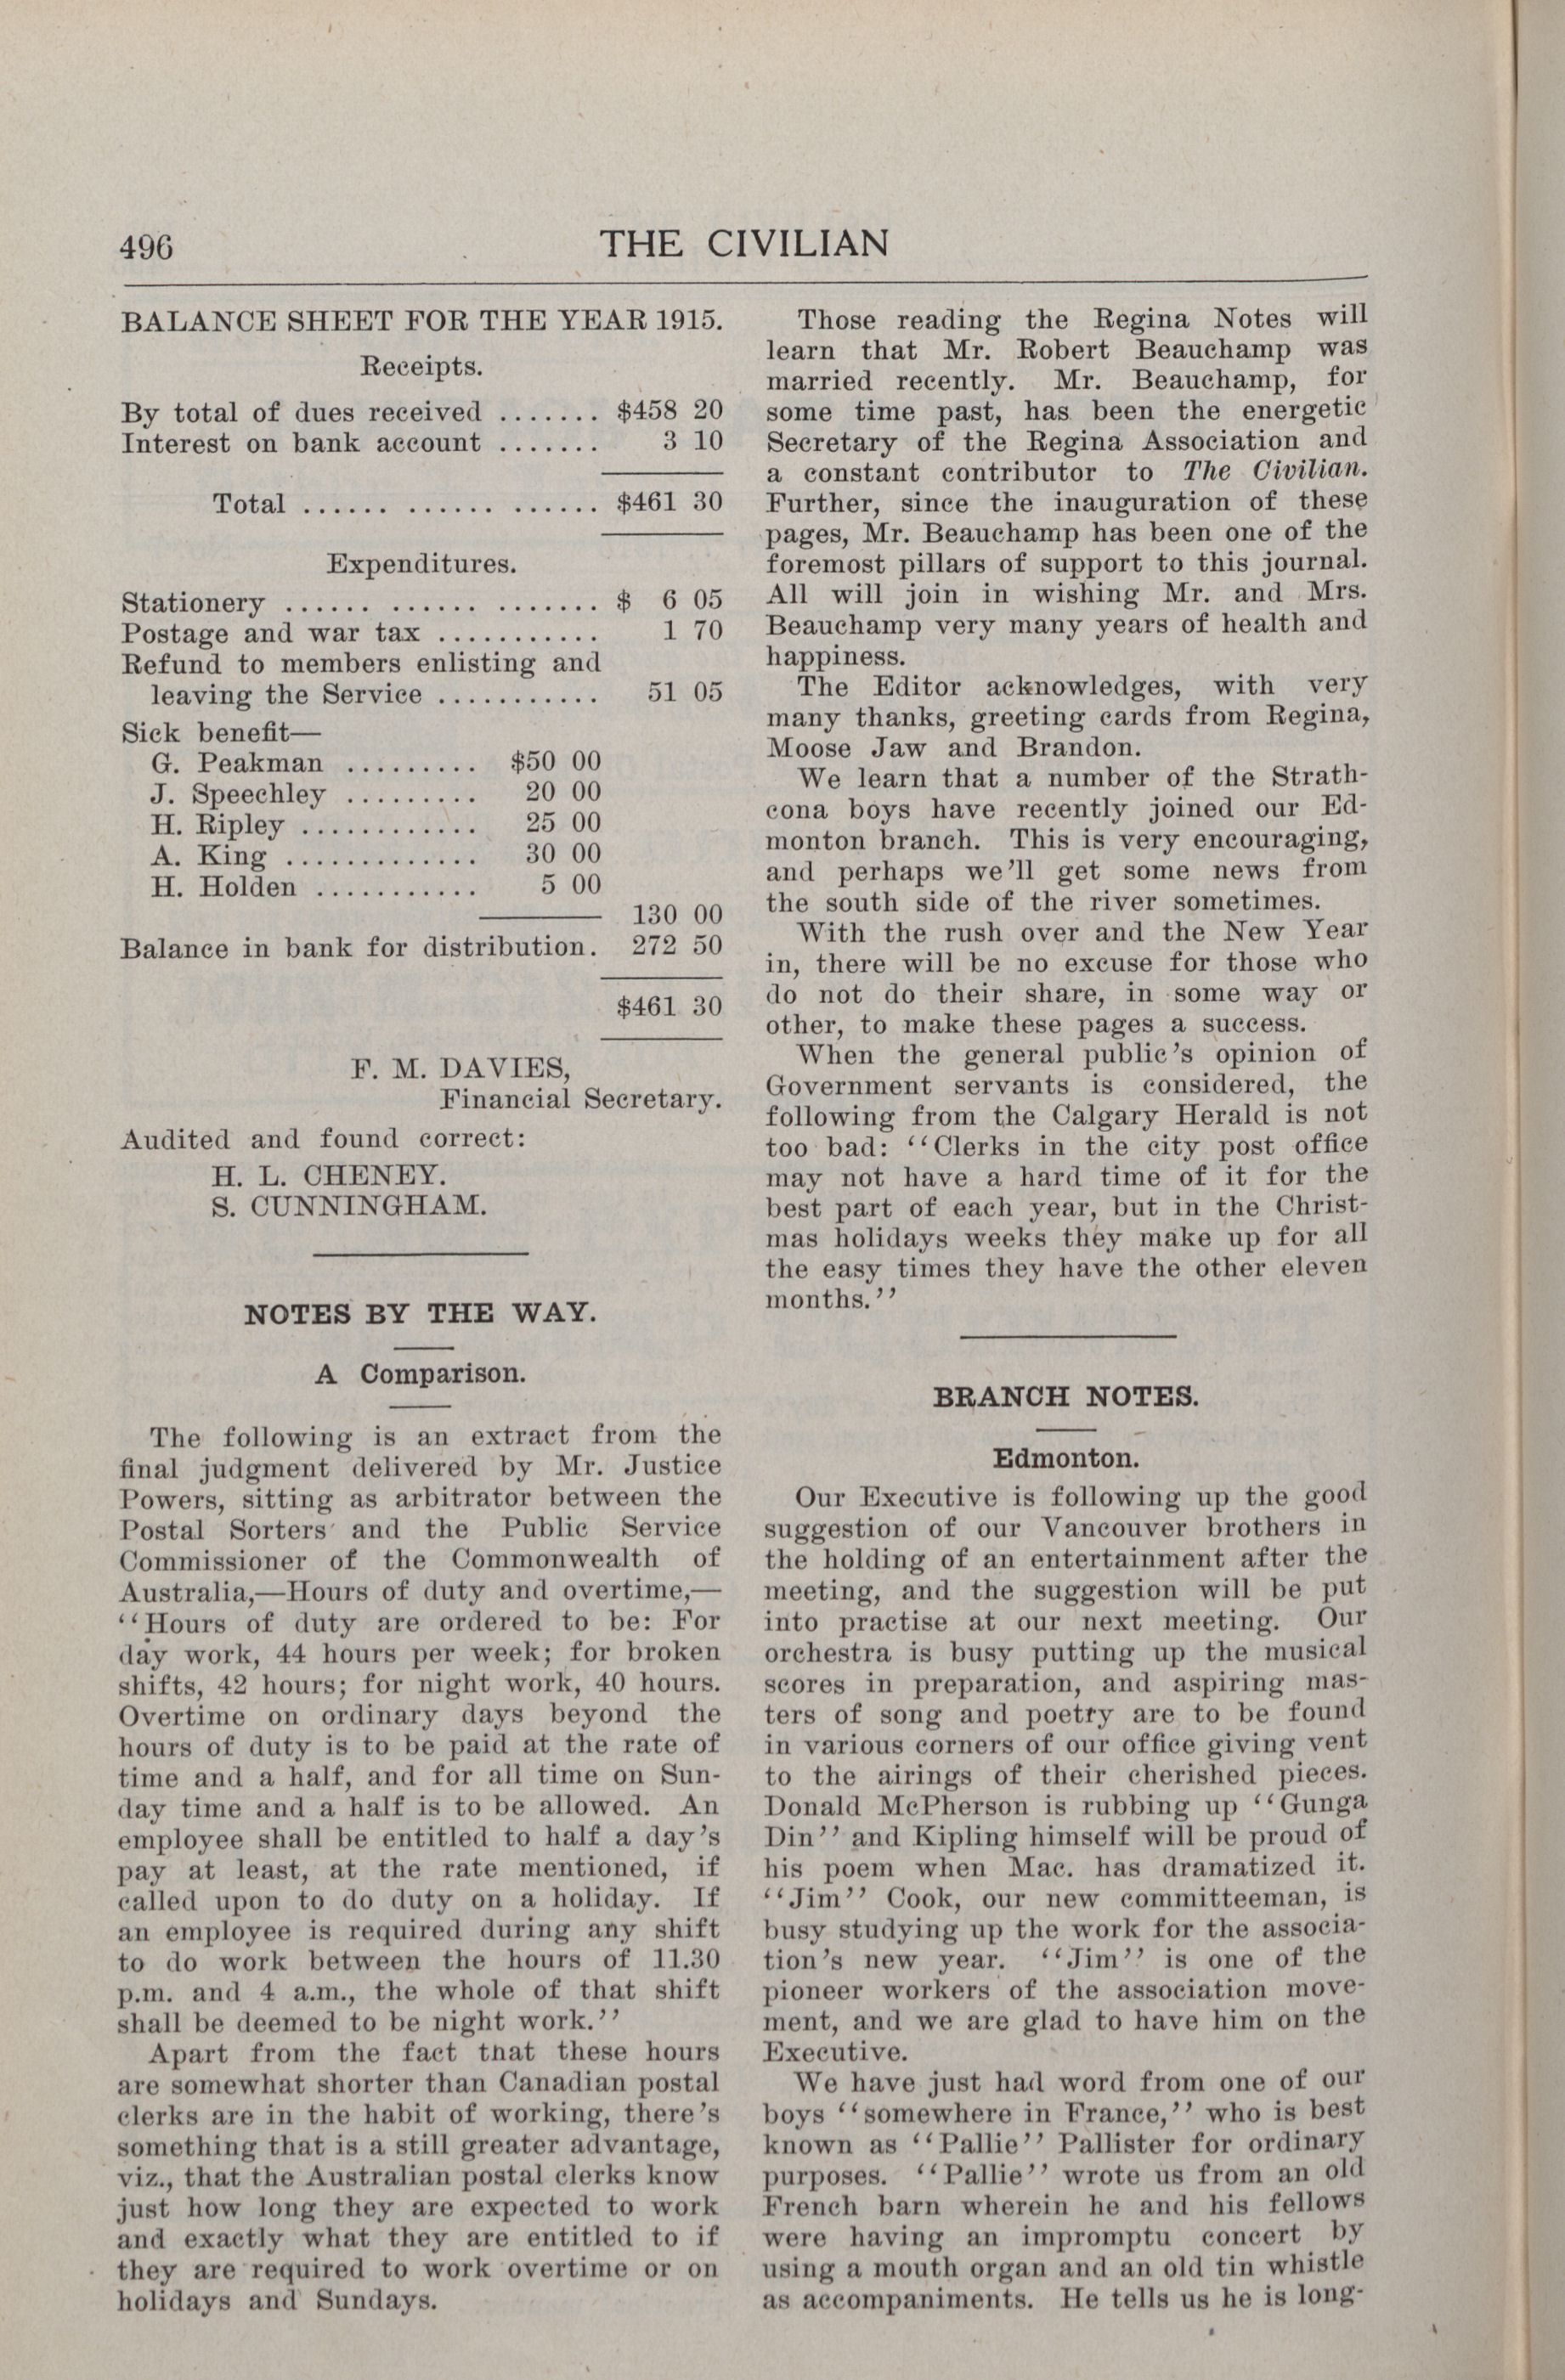 496
THE CIVILIAN
BALANCE SHEET FOR THE YEAR 1915.
Receipts.
By total of dues received ....... $458 20
Interest on bank account ....... 3 10
Total ...... ...... ...... $461 30
Expenditures.
Stationery ...... ...... ....... $ 6 05
Postage and war tax ........... 1 70
Refund to members enlisting and
leaving the Service ........... 51 05
Sick benefit—
G. Peakman ......... $50 00
J. Speechley ......... 20 00
H. Ripley ............ 25 00
A. King ............. 30 00
H. Holden ........... 5 00
130 00
Balance in bank for distribution. 272 50
$461 30
F. M. DAVIES,
Financial Secretary.
Audited and found correct:
H. L. CHENEY.
S. CUNNINGHAM.
NOTES BY THE WAY.
A Comparison.
The following is an extract from the
final judgment delivered by Mr. Justice
Powers, sitting as arbitrator between the
Postal Sorters and the Public Service
Commissioner of the Commonwealth of
Australia,—Hours of duty and overtime,—
''Hours of duty are ordered to be: For
day work, 44 hours per week; for broken
shifts, 42 hours; for night work, 40 hours.
Overtime on ordinary days beyond the
hours of duty is to be paid at the rate of
time and a half, and for all time on Sun-
day time and a half is to be allowed. An
employee shall be entitled to half a day's
pay at least, at the rate mentioned, if
called upon to do duty on a holiday. If
an employee is required during any shift
to do work between the hours of 11.30
p.m. and 4 a.m., the whole of that shift
shall be deemed to be night work.''
Apart from the fact that these hours
are somewhat shorter than Canadian postal
clerks are in the habit of working, there's
something that is a still greater advantage,
viz., that the Australian postal clerks know
just how long they are expected to work
and exactly what they are entitled to if
they are required to work overtime or on
holidays and Sundays.
Those reading the Regina Notes will
learn that Mr. Robert Beauchamp was
married recently. Mr. Beauchamp, for
some time past, has been the energetic
Secretary of the Regina Association and
a constant contributor to The Civilian.
Further, since the inauguration of these
pages, Mr. Beauchamp has been one of the
foremost pillars of support to this journal.
All will join in wishing Mr. and Mrs.
Beauchamp very many years of health and
happiness.
The Editor acknowledges, with very
many thanks, greeting cards from Regina,
Moose Jaw and Brandon.
We learn that a number of the Strath-
cona boys have recently joined our Ed-
monton branch. This is very encouraging,
and perhaps we'll get some news from
the south side of the river sometimes.
With the rush over and the New Year
in, there will be no excuse for those who
do not do their share, in some way or
other, to make these pages a success.
When the general public's opinion of
Government servants is considered, the
following from the Calgary Herald is not
too bad: ''Clerks in the city post office
may not have a hard time of it for the
best part of each year, but in the Christ-
mas holidays weeks they make up for all
the easy times they have the other eleven
months.''
BRANCH NOTES.
Edmonton.
Our Executive is following up the good
suggestion of our Vancouver brothers in
the holding of an entertainment after the
meeting, and the suggestion will be put
into practise at our next meeting. Our
orchestra is busy putting up the musical
scores in preparation, and aspiring mas-
ters of song and poetry are to be found
in various corners of our office giving vent
to the airings of their cherished pieces.
Donald McPherson is rubbing up ''Gunga
Din'' and Kipling himself will be proud of
his poem when Mac. has dramatized it.
''Jim'' Cook, our new committeeman, is
busy studying up the work for the associa-
tion's new year. ''Jim'' is one of the
pioneer workers of the association move-
ment, and we are glad to have him on the
Executive.
We have just had word from one of our
boys ''somewhere in France,'' who is best
known as ''Pallie'' Pallister for ordinary
purposes. ''Pallie'' wrote us from an old
French barn wherein he and his fellows
were having an impromptu concert by
using a mouth organ and an old tin whistle
as accompaniments. He tells us he is long-